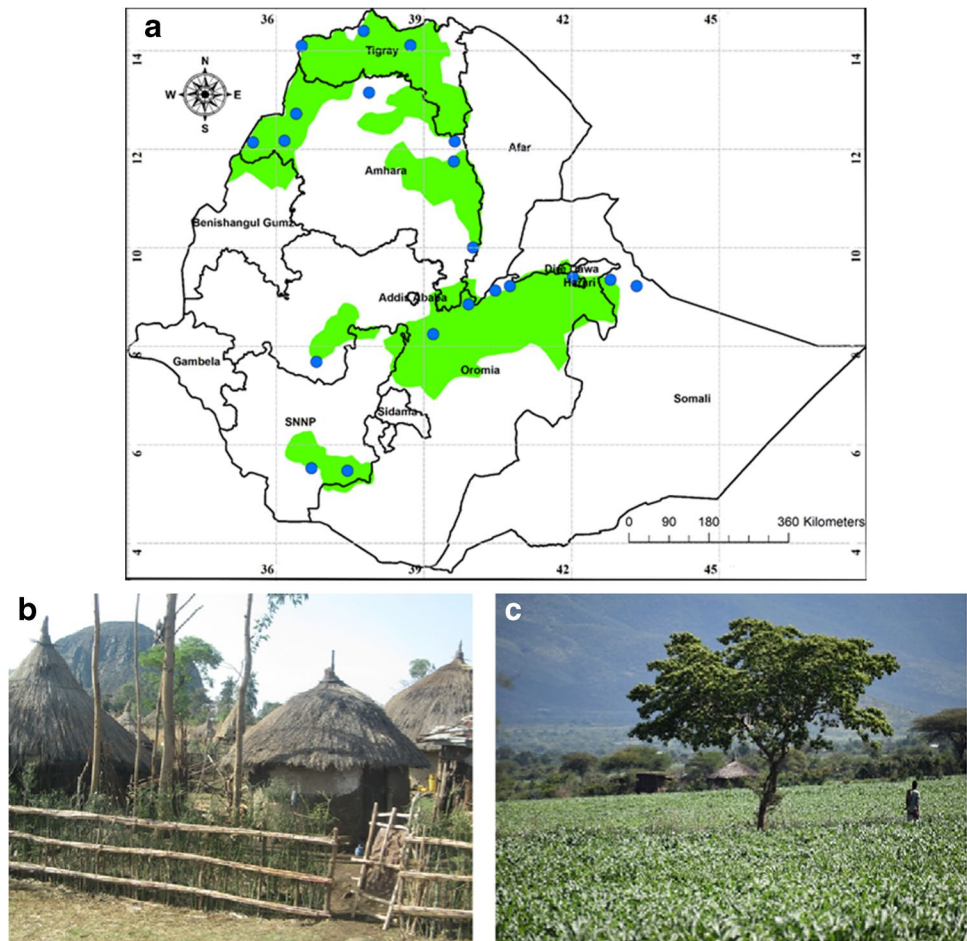 a
36 39 42 45
14 Tigray 14
N
W E
S
12 Afar 12
Amhara
Benishangul Gumz
10 10
Dire Dawa
Addis Ababa Harari
8 Gambela 8
Oromia
Somali
Sidama
SNNP
6 6
0 90 180 360 Kilometers
4 4
36 39 42 45
b c